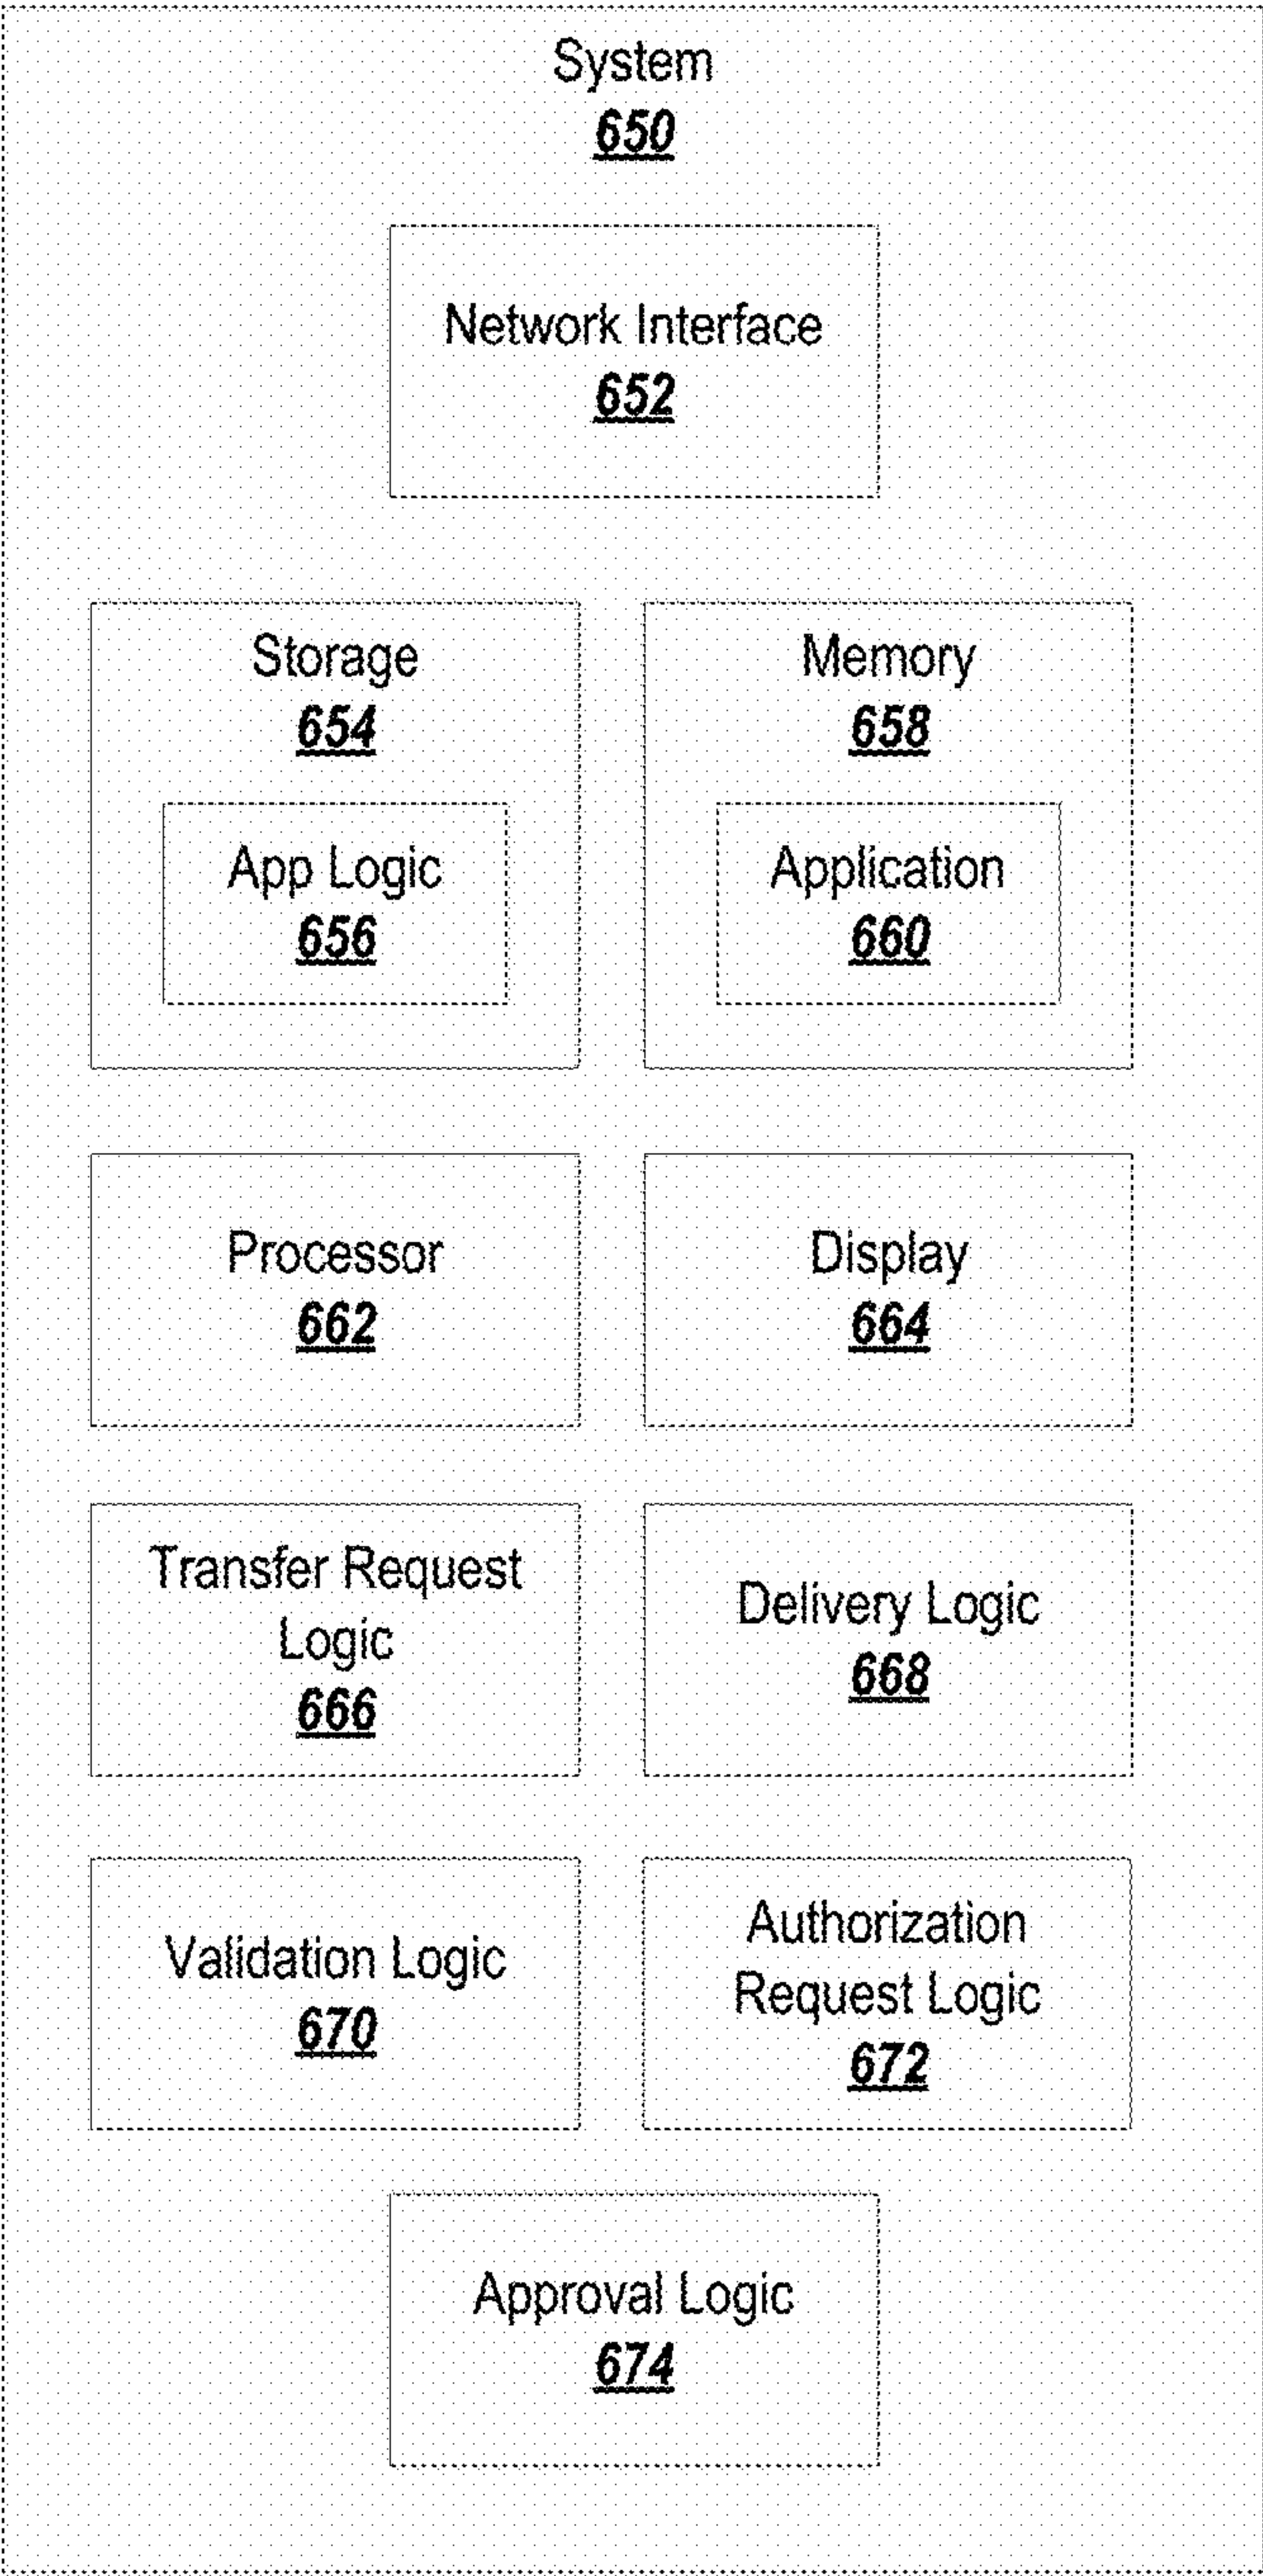 System
650
Network Interface
652
Storage
654
App Logic
656
Memory
658
Application
660
Processor
662
Display
664
Transfer Request
Logic
666
Delivery Logic
668
Validation Logic
670
Authorization
Request Logic
672
Approval Logic
674